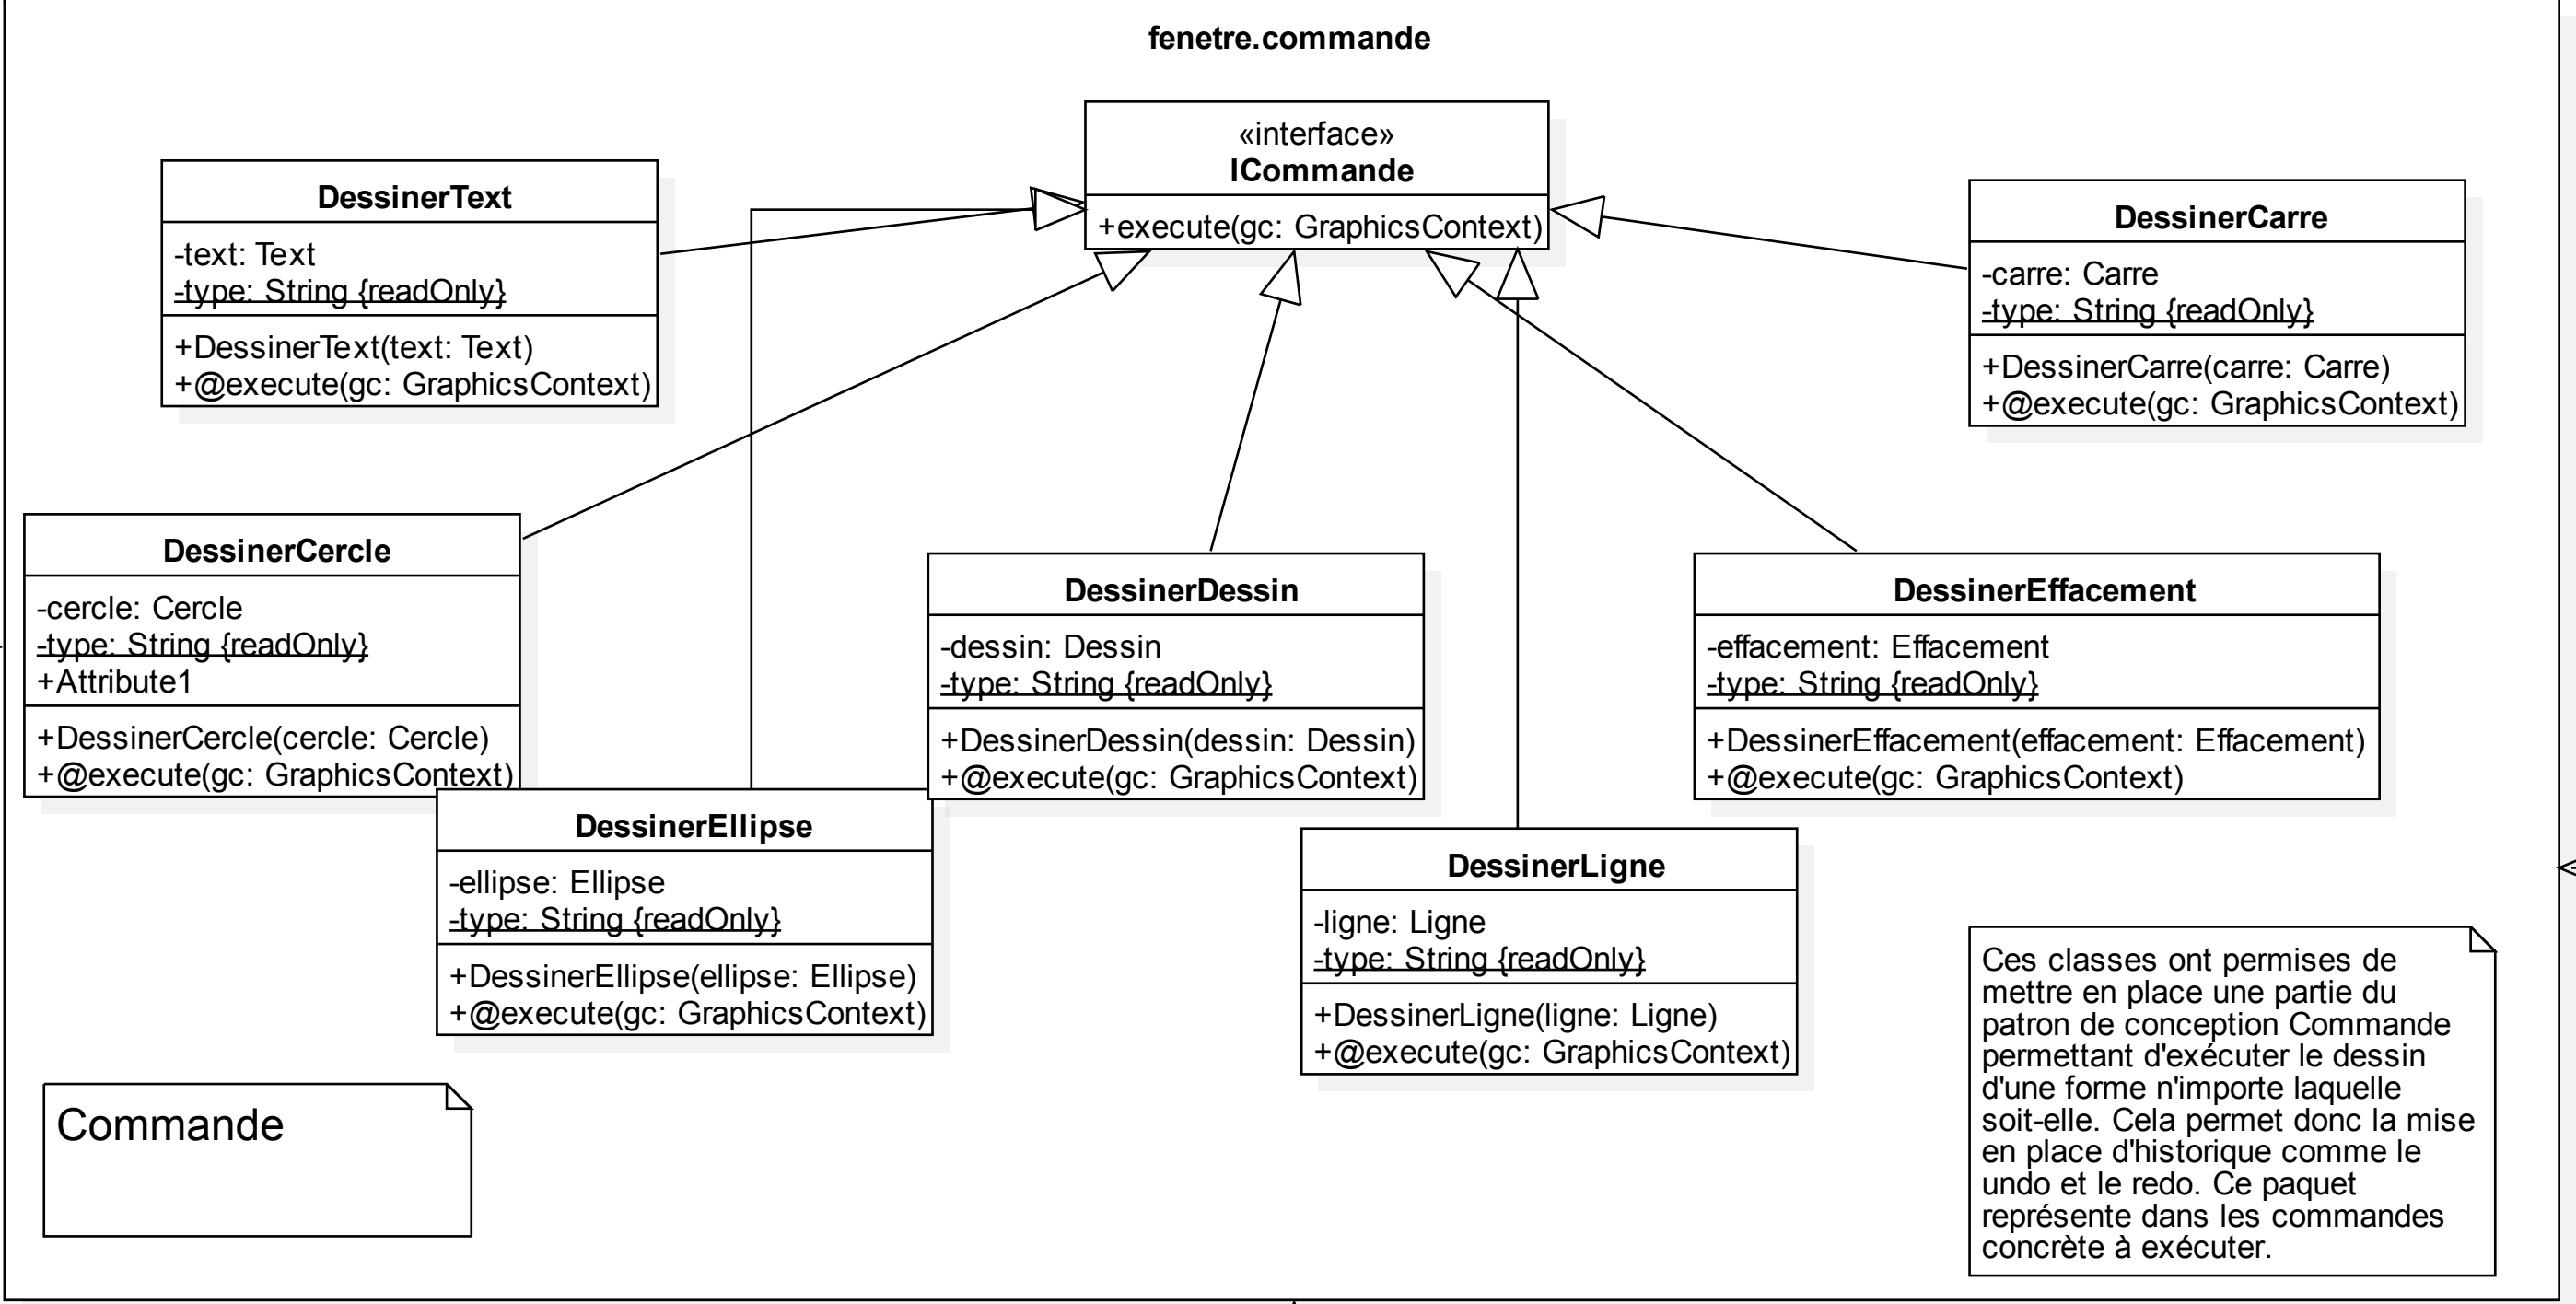 fenetre.commande
«interface»
ICommande
+execute(gc: GraphicsContext)
DessinerText
-text: Text
-type: String {readOnly}
+DessinerText(text: Text)
+@execute(gc: GraphicsContext)
DessinerCarre
-carre: Carre
-type: String {readOnly}
+DessinerCarre(carre: Carre)
+@execute(gc: GraphicsContext)
DessinerCercle
-cercle: Cercle
-type: String {readOnly}
+Attribute1
+DessinerCercle(cercle: Cercle)
+@execute(gc: GraphicsContext)
DessinerDessin
-dessin: Dessin
-type: String {readOnly}
+DessinerDessin(dessin: Dessin)
+@execute(gc: GraphicsContext)
DessinerEffacement
-effacement: Effacement
-type: String {readOnly}
+DessinerEffacement(effacement: Effacement)
+@execute(gc: GraphicsContext)
DessinerEllipse
-ellipse: Ellipse
-type: String {readOnly}
+DessinerEllipse(ellipse: Ellipse)
+@execute(gc: GraphicsContext)
DessinerLigne
-ligne: Ligne
-type: String {readOnly}
+DessinerLigne(ligne: Ligne)
+@execute(gc: GraphicsContext)
Commande
Ces classes ont permises de
mettre en place une partie du
patron de conception Commande
permettant d'exécuter le dessin
d'une forme n'importe laquelle
soit-elle. Cela permet donc la mise
en place d'historique comme le
undo et le redo. Ce paquet
représente dans les commandes
concrète à exécuter.